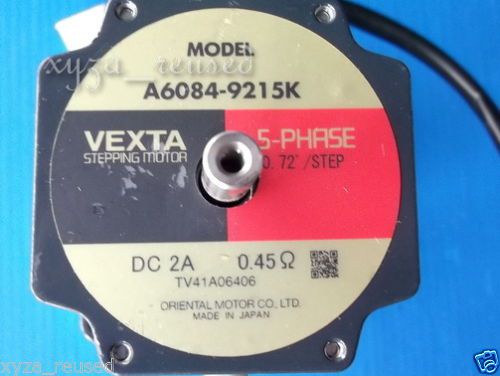 MODEL
xyza_reused
A6084-9215K
VEXTA
STEPPING MOTOR
5-PHASE
0.72°/STEP
DC 2A 0.45Ω
TV41A06406
ORIENTAL MOTOR CO., LTD.
MADE IN JAPAN
xyza_reused
xyza_reused